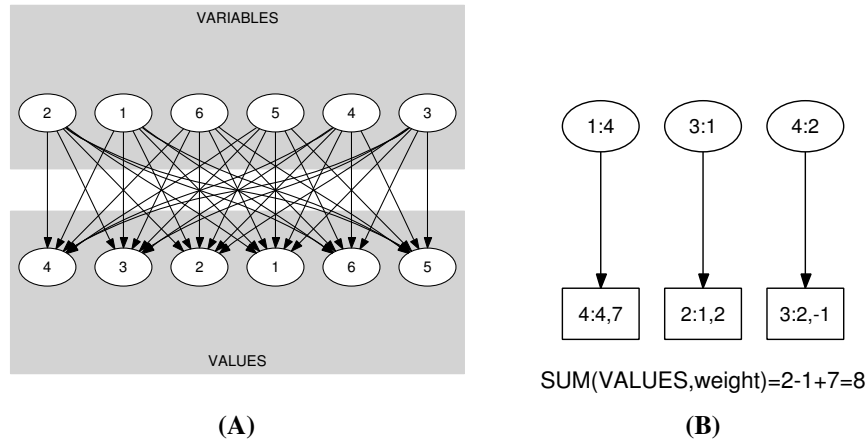 VARIABLES
2 1 6 5 4 3
4 3 2 1 6 5
VALUES
(A)
1:4 3:1 4:2
4:4,7 2:1,2 3:2,-1
SUM(VALUES,weight)=2-1+7=8
(B)